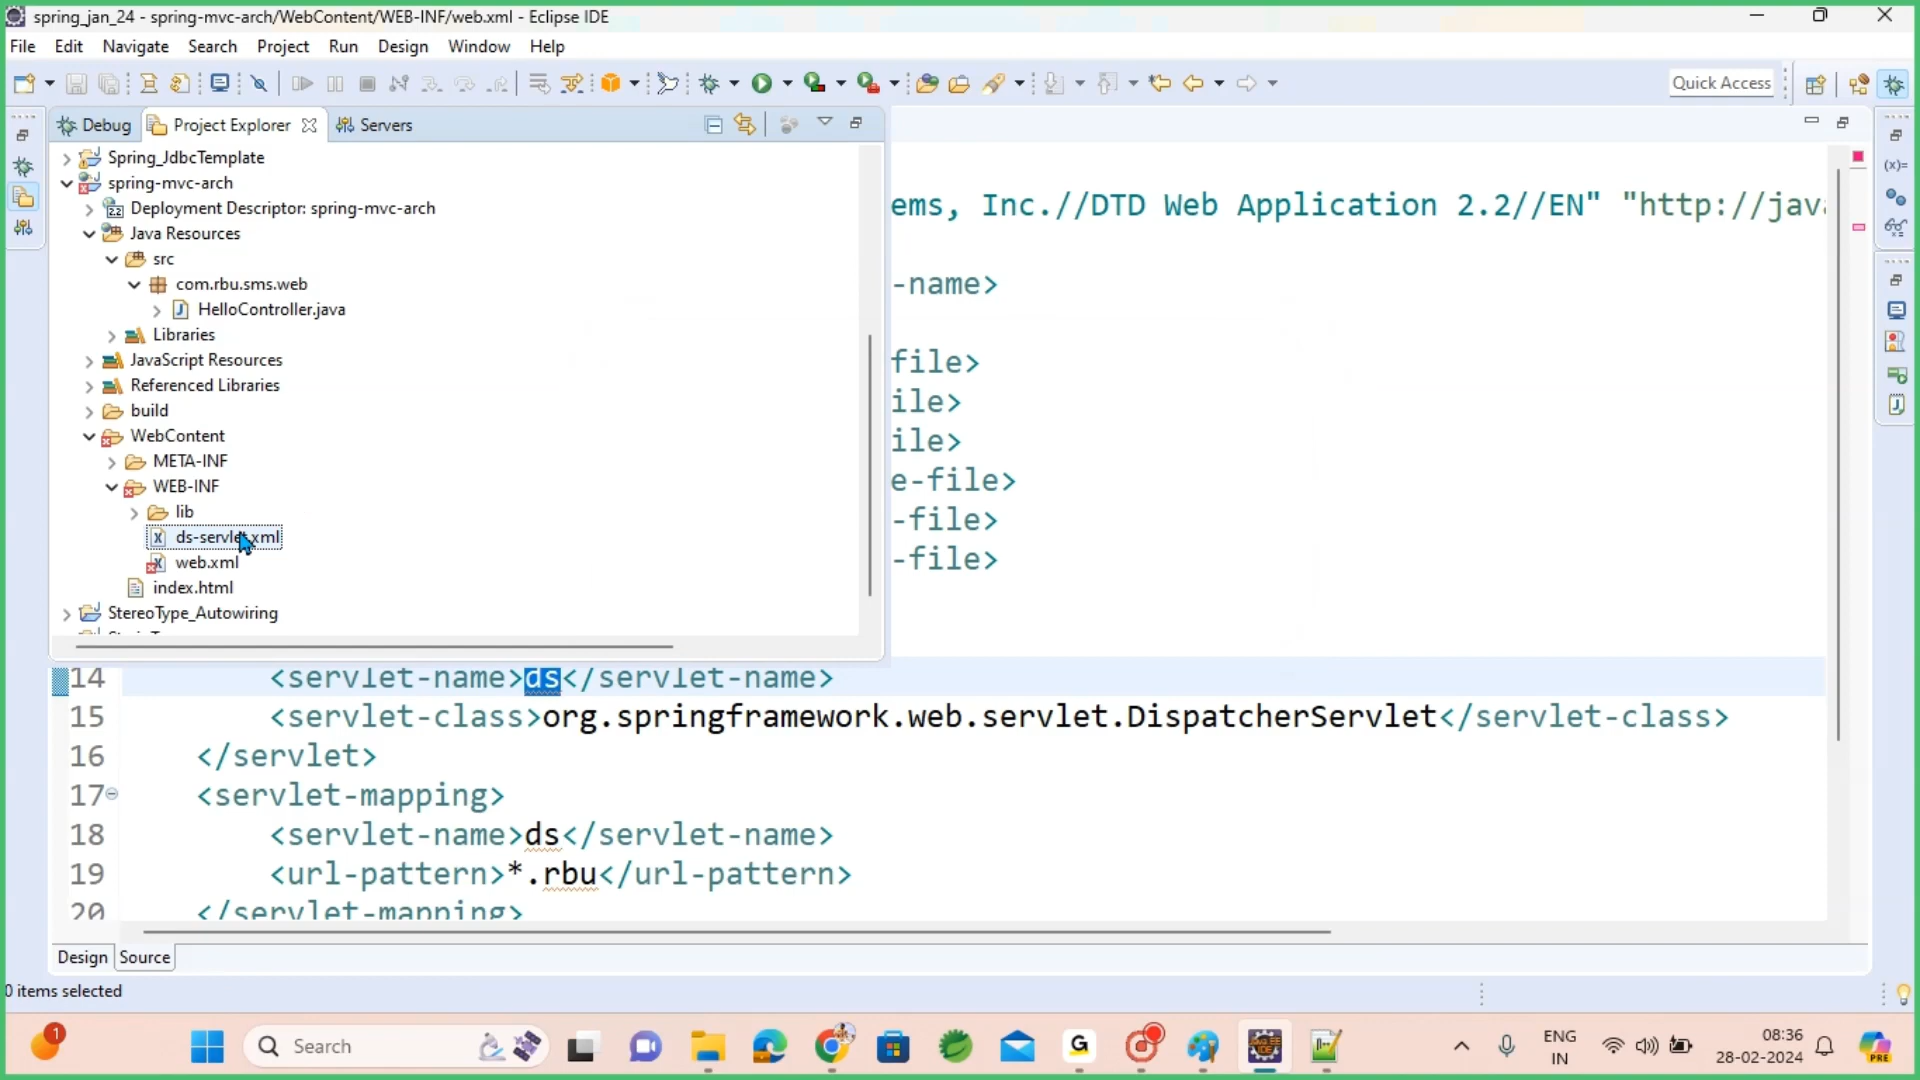 spring_jan_24 - spring-mvc-arch/WebContent/WEB-INF/web.xml - Eclipse IDE
File Edit Navigate Search Project Run Design Window Help
Quick Access
Debug Project Explorer Servers
Spring_JdbcTemplate
spring-mvc-arch
Deployment Descriptor: spring-mvc-arch
Java Resources
src
com.rbu.sms.web
HelloController.java
Libraries
JavaScript Resources
Referenced Libraries
build
WebContent
META-INF
WEB-INF
lib
ds-servlet.xml
web.xml
index.html
StereoType_Autowiring
ems, Inc.//DTD Web Application 2.2//EN" "http://jav
-name>
file>
ile>
ile>
e-file>
-file>
-file>
14 <servlet-name>ds</servlet-name>
15 <servlet-class>org.springframework.web.servlet.DispatcherServlet</servlet-class>
16 </servlet>
17 <servlet-mapping>
18 <servlet-name>ds</servlet-name>
19 <url-pattern>*.rbu</url-pattern>
20 </servlet-mapping>
Design Source
0 items selected
1
Search
G
ENG
IN
08:36
28-02-2024
PRE